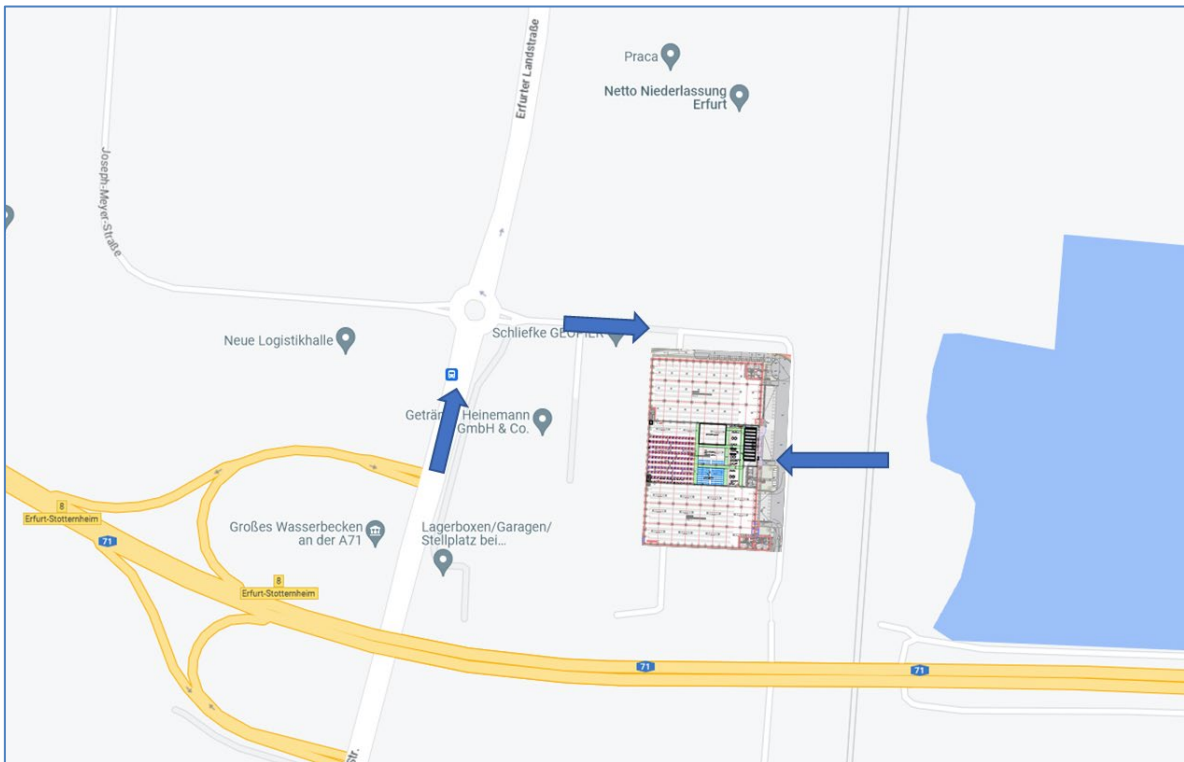 Erfurter Landstraße
Praca
Netto Niederlassung
Erfurt
Joseph-Meyer-Straße
Neue Logistikhalle
Schliefke
Heinemann
GmbH & Co.
8
Erfurt-Stotternheim
71
Großes Wasserbecken
an der A71
Lagerboxen/Garagen/
Stellplatz bei...
8
Erfurt-Stotternheim
71
71
Str.